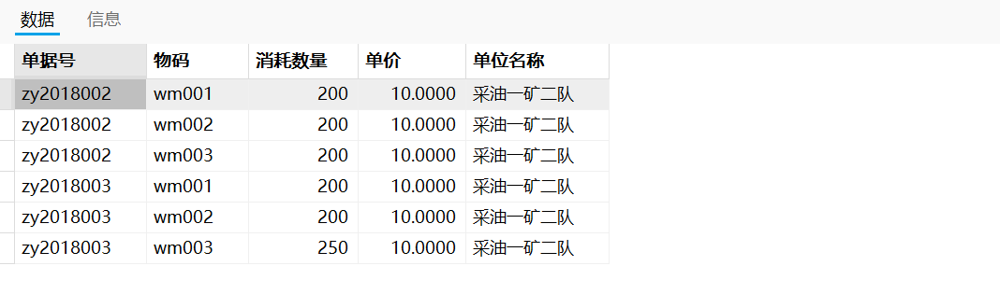 数据 信息
单据号 物码 消耗数量 单价 单位名称
zy2018002 wm001 200 10.0000 采油一矿二队
zy2018002 wm002 200 10.0000 采油一矿二队
zy2018002 wm003 200 10.0000 采油一矿二队
zy2018003 wm001 200 10.0000 采油一矿二队
zy2018003 wm002 200 10.0000 采油一矿二队
zy2018003 wm003 250 10.0000 采油一矿二队